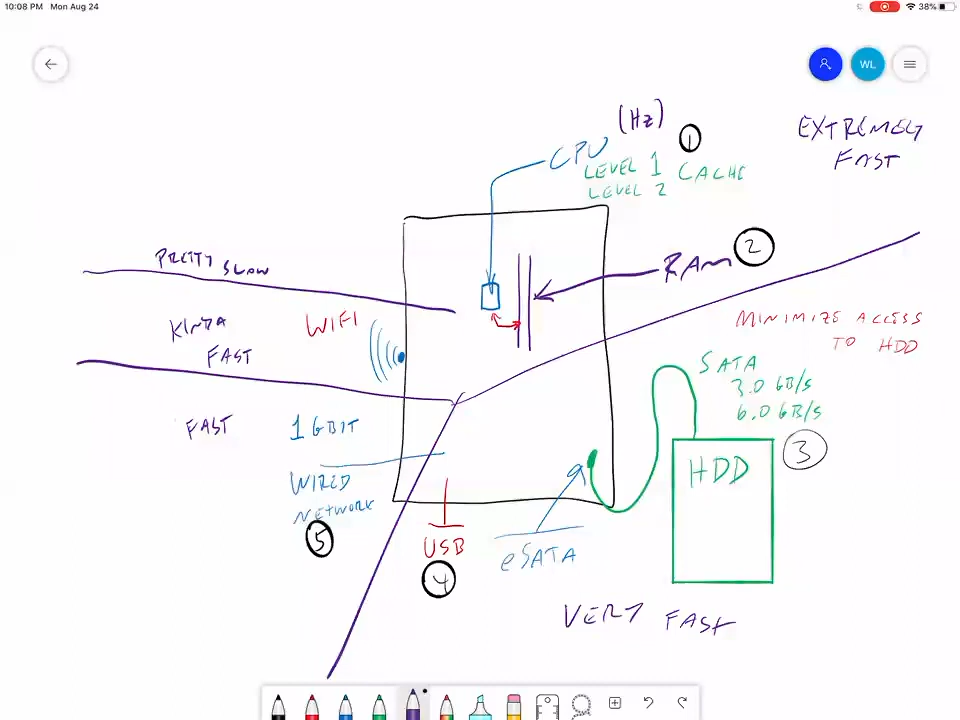 10:08 PM Mon Aug 24
38%
WL
(Hz)
1
EXTREMELY
FAST
CPU
LEVEL 1 CACHE
LEVEL 2
RAM
2
PRETTY SLOW
KINDA
FAST
WIFI
MINIMIZE ACCESS
TO HDD
SATA
3.0 GB/S
6.0 GB/S
FAST
1 GBIT
WIRED
NETWORK
5
HDD
3
USB
4
eSATA
VERY FAST